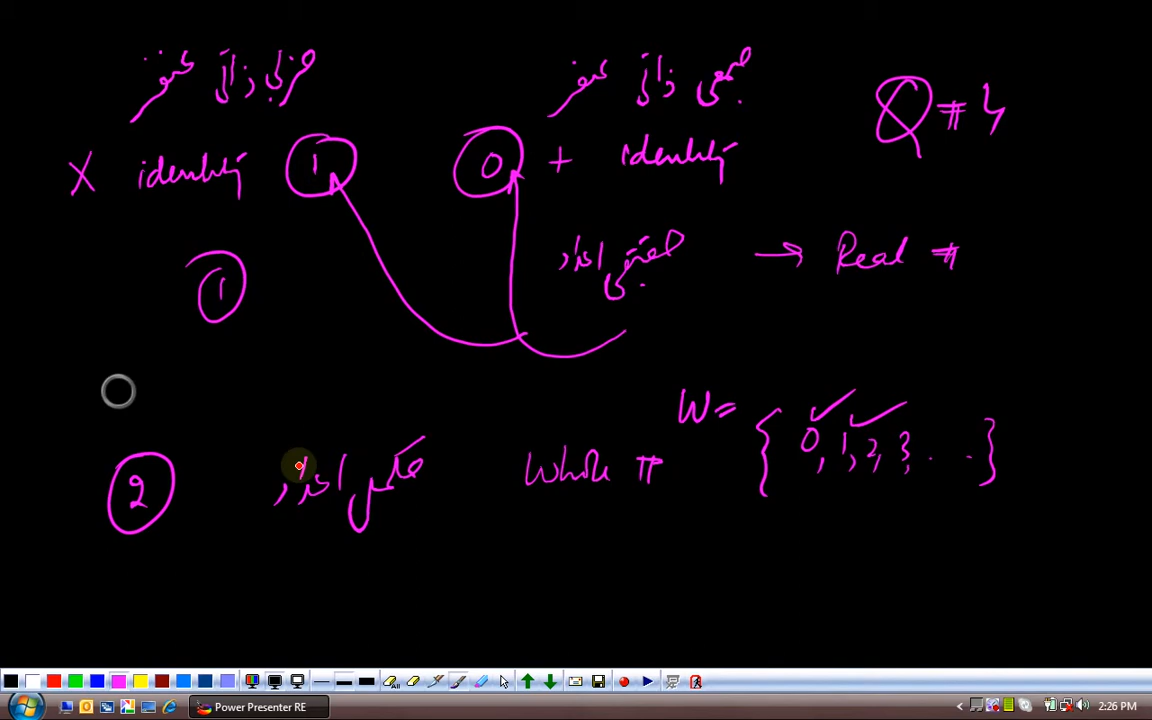 ضربی ذاتی عنصر جمعی ذاتی عنصر Q # 4
X identity 1 0 + identity
1 حقیقی اعداد → Real #
2 مکمل اعداد Whole # W = { 0, 1, 2, 3, . . }
Power Presenter RE 2:26 PM